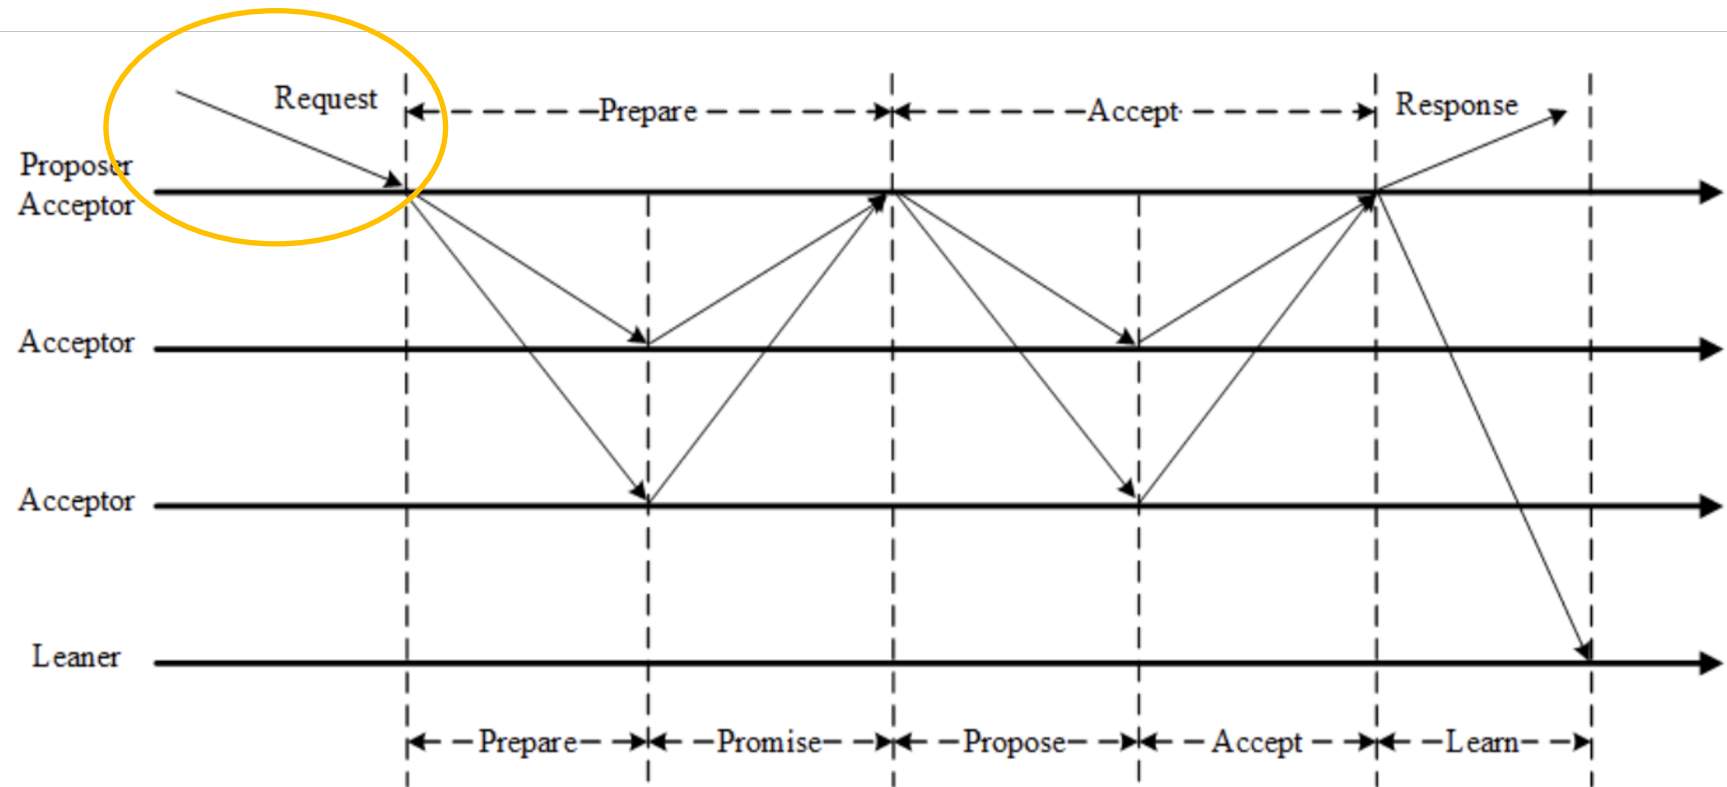 Request
Prepare
Accept
Response
Proposer
Acceptor
Acceptor
Acceptor
Leaner
Prepare
Promise
Propose
Accept
Learn